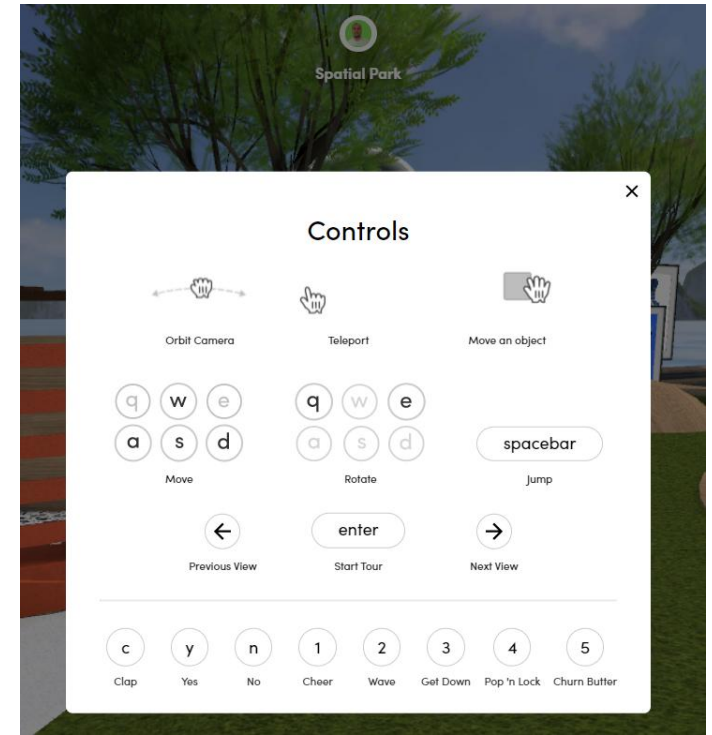 Spatial Park
×
Controls
Orbit Camera Teleport Move an object
q w e q w e
a s d a s d spacebar
Move Rotate Jump
← enter →
Previous View Start Tour Next View
c y n 1 2 3 4 5
Clap Yes No Cheer Wave Get Down Pop 'n Lock Churn Butter